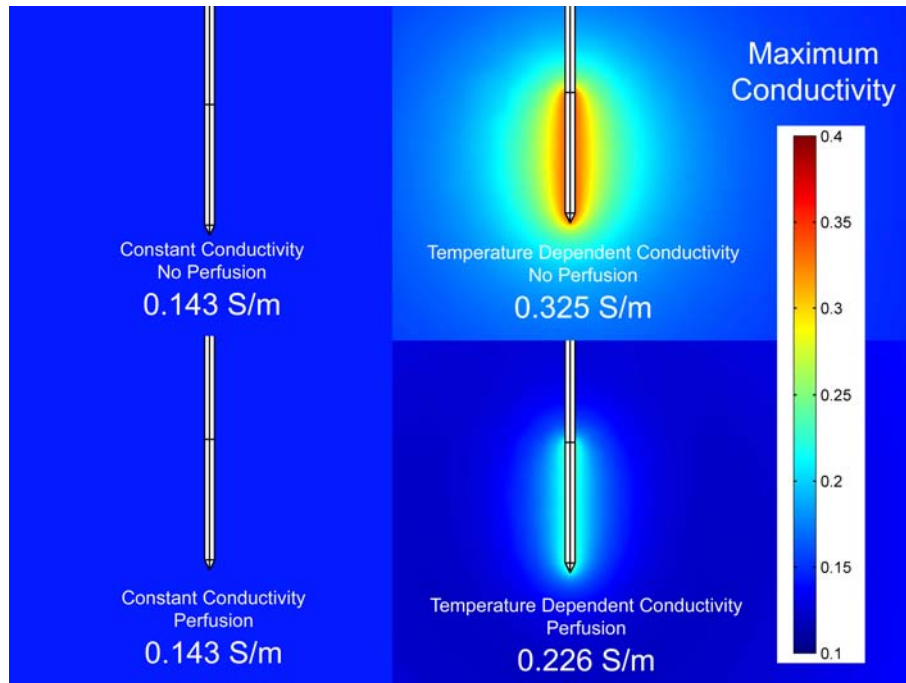 Maximum
Conductivity
Constant Conductivity
No Perfusion
0.143 S/m
Temperature Dependent Conductivity
No Perfusion
0.325 S/m
Constant Conductivity
Perfusion
0.143 S/m
Temperature Dependent Conductivity
Perfusion
0.226 S/m
0.4
0.35
0.3
0.25
0.2
0.15
0.1